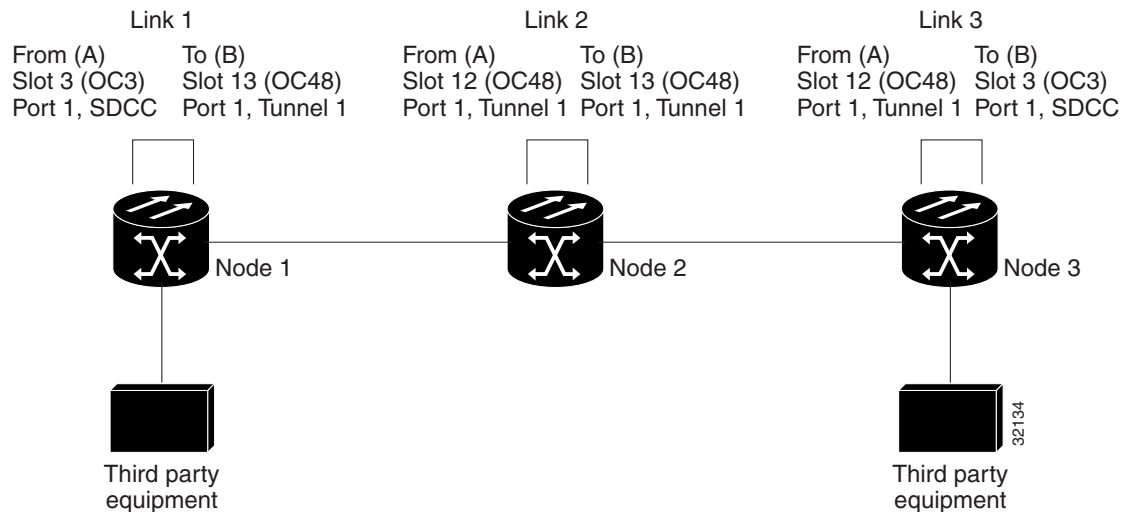 Link 1
From (A) To (B)
Slot 3 (OC3) Slot 13 (OC48)
Port 1, SDCC Port 1, Tunnel 1
Link 2
From (A) To (B)
Slot 12 (OC48) Slot 13 (OC48)
Port 1, Tunnel 1 Port 1, Tunnel 1
Link 3
From (A) To (B)
Slot 12 (OC48) Slot 3 (OC3)
Port 1, Tunnel 1 Port 1, SDCC
Node 1
Node 2
Node 3
Third party
equipment
Third party
equipment
32134